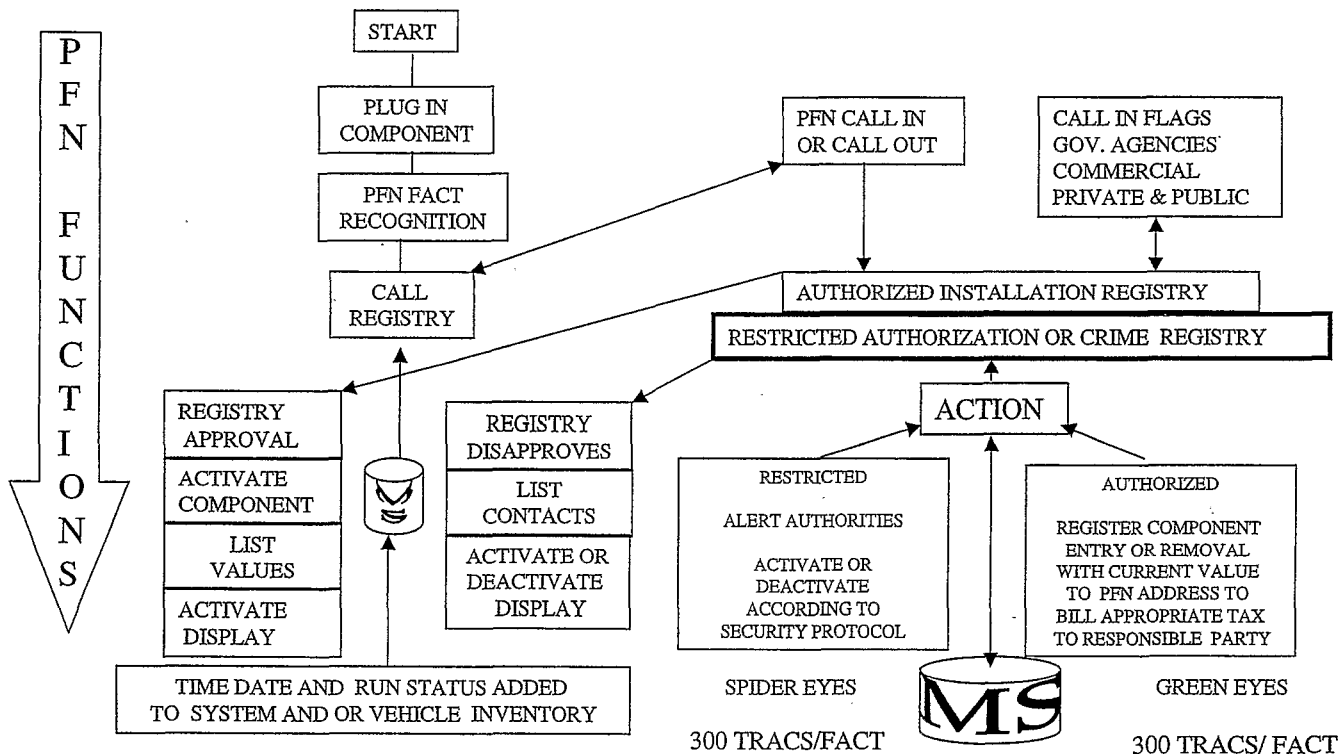 PFN FUNCTIONS
START
PLUG IN
COMPONENT
PFN FACT
RECOGNITION
CALL
REGISTRY
PFN CALL IN
OR CALL OUT
CALL IN FLAGS
GOV. AGENCIES
COMMERCIAL
PRIVATE & PUBLIC
AUTHORIZED INSTALLATION REGISTRY
RESTRICTED AUTHORIZATION OR CRIME REGISTRY
REGISTRY
APPROVAL
ACTIVATE
COMPONENT
LIST
VALUES
ACTIVATE
DISPLAY
REGISTRY
DISAPPROVES
LIST
CONTACTS
ACTIVATE OR
DEACTIVATE
DISPLAY
TIME DATE AND RUN STATUS ADDED
TO SYSTEM AND OR VEHICLE INVENTORY
ACTION
RESTRICTED
ALERT AUTHORITIES
ACTIVATE OR
DEACTIVATE
ACCORDING TO
SECURITY PROTOCOL
AUTHORIZED
REGISTER COMPONENT
ENTRY OR REMOVAL
WITH CURRENT VALUE
TO PFN ADDRESS TO
BILL APPROPRIATE TAX
TO RESPONSIBLE PARTY
SPIDER EYES
MS
GREEN EYES
300 TRACS/FACT
300 TRACS/ FACT